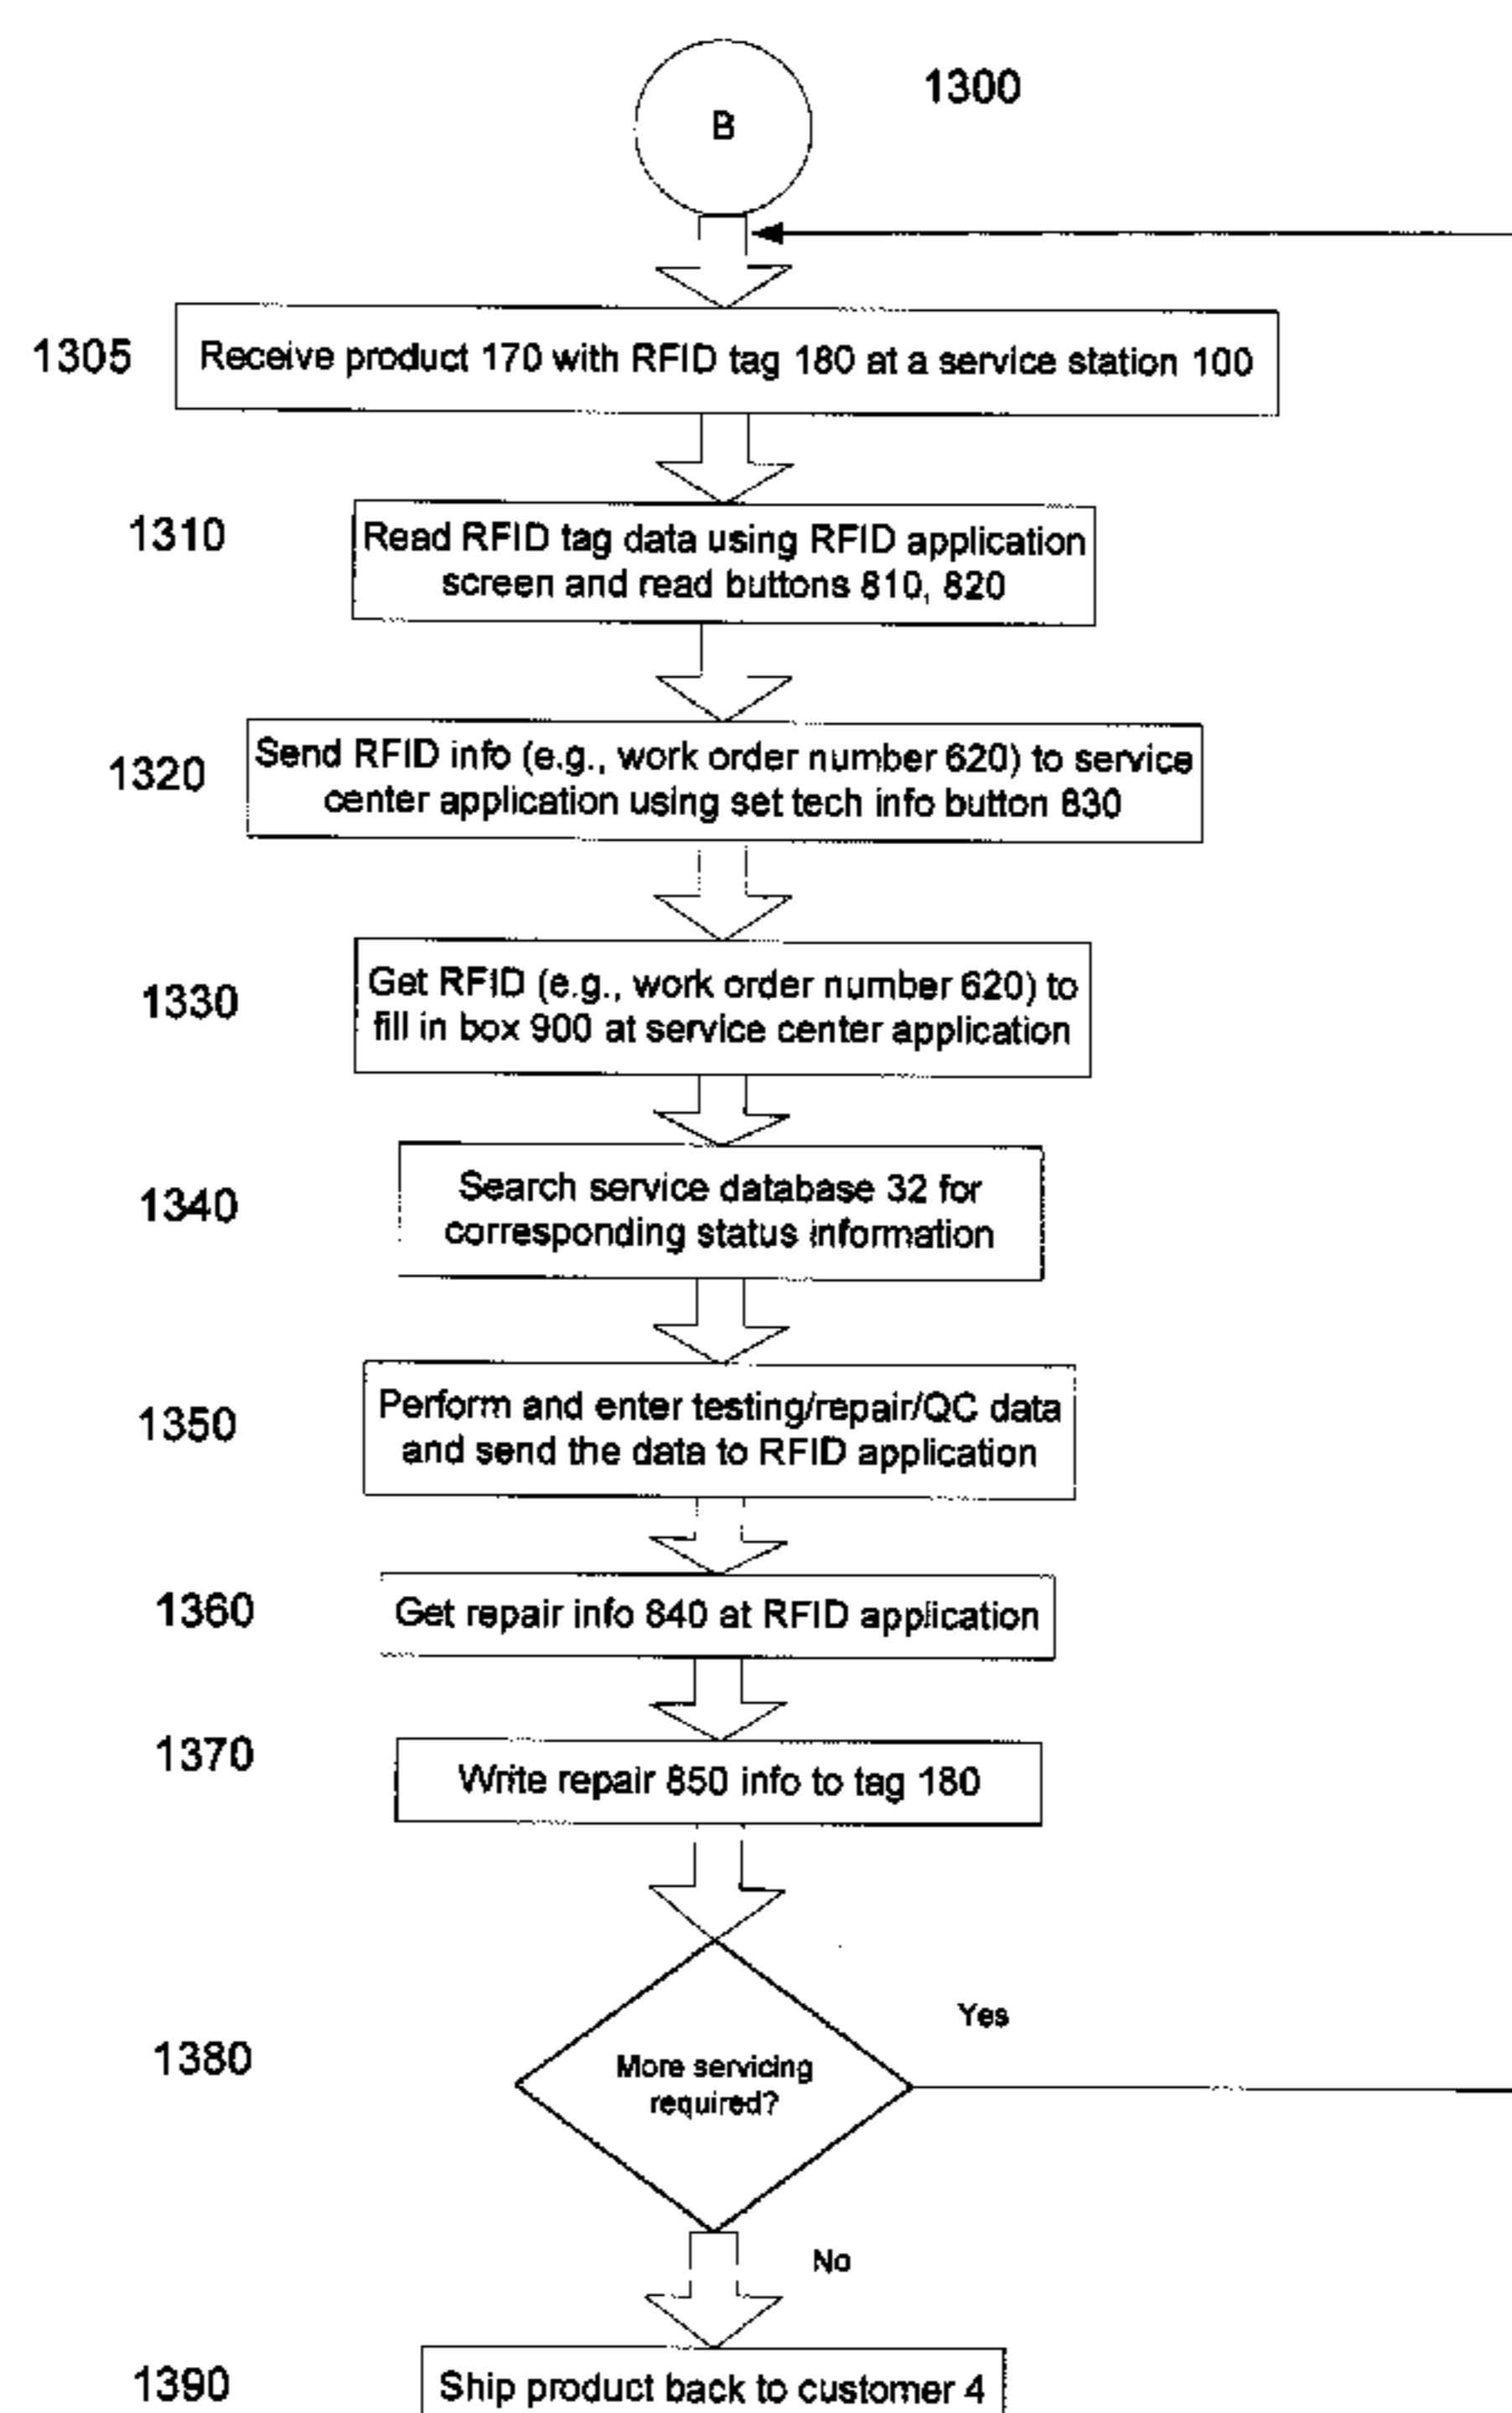 B
1300
1305
Receive product 170 with RFID tag 180 at a service station 100
1310
Read RFID tag data using RFID application
screen and read buttons 810, 820
1320
Send RFID info (e.g., work order number 620) to service
center application using set tech info button 830
1330
Get RFID (e.g., work order number 620) to
fill in box 900 at service center application
1340
Search service database 32 for
corresponding status information
1350
Perform and enter testing/repair/QC data
and send the data to RFID application
1360
Get repair info 840 at RFID application
1370
Write repair 850 info to tag 180
1380
More servicing
required?
Yes
No
1390
Ship product back to customer 4